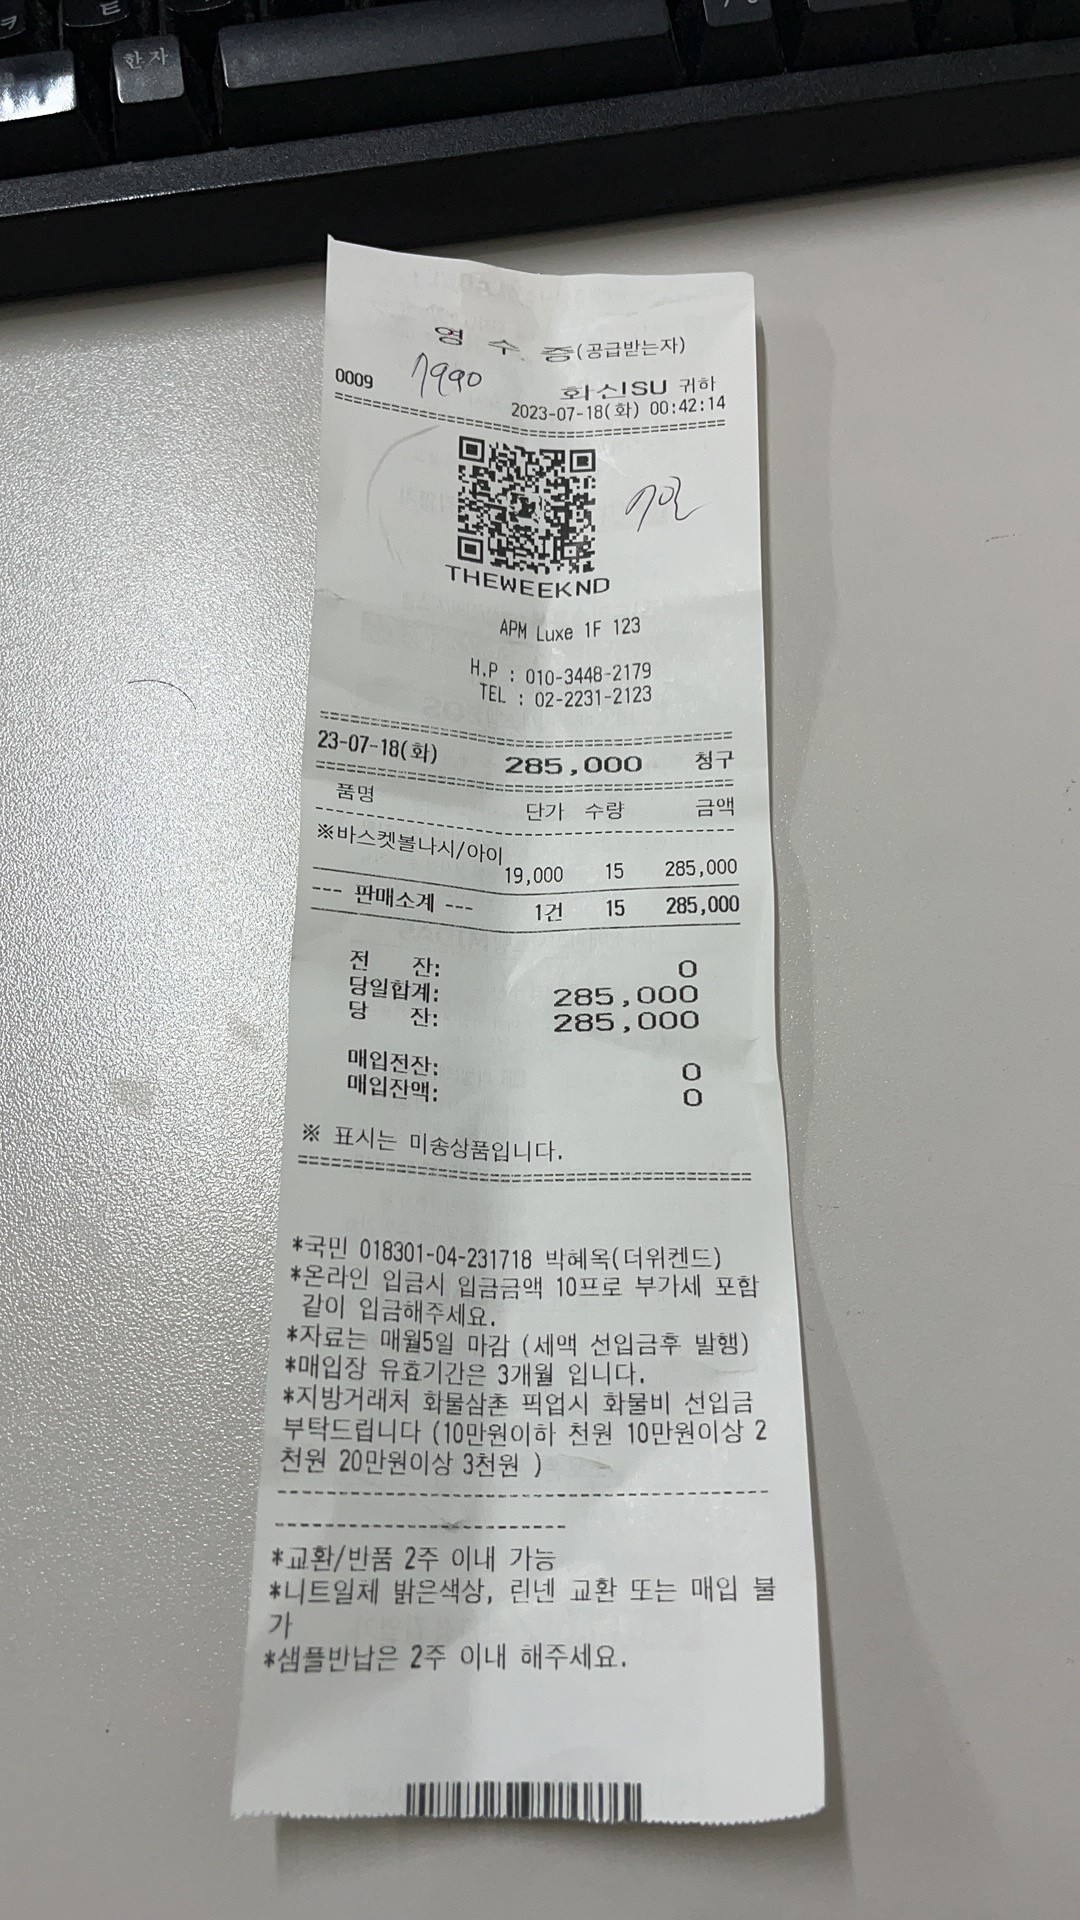 한자
영 수 증(공급받는자)
0009 7990 화신SU 귀하
2023-07-18(화) 00:42:14
THEWEEKND
APM Luxe 1F 123
H.P : 010-3448-2179
TEL : 02-2231-2123
23-07-18(화) 285,000 청구
품명 단가 수량 금액
※바스켓볼나시/아이
19,000 15 285,000
--- 판매소계 --- 1건 15 285,000
전 잔: 0
당일합계: 285,000
당 잔: 285,000
매입전잔: 0
매입잔액: 0
※ 표시는 미송상품입니다.
*국민 018301-04-231718 박혜옥(더위켄드)
*온라인 입금시 입금금액 10프로 부가세 포함
같이 입금해주세요.
*자료는 매월5일 마감 (세액 선입금후 발행)
*매입장 유효기간은 3개월 입니다.
*지방거래처 화물삼촌 픽업시 화물비 선입금
부탁드립니다 (10만원이하 천원 10만원이상 2
천원 20만원이상 3천원 )
*교환/반품 2주 이내 가능
*니트일체 밝은색상, 린넨 교환 또는 매입 불
가
*샘플반납은 2주 이내 해주세요.